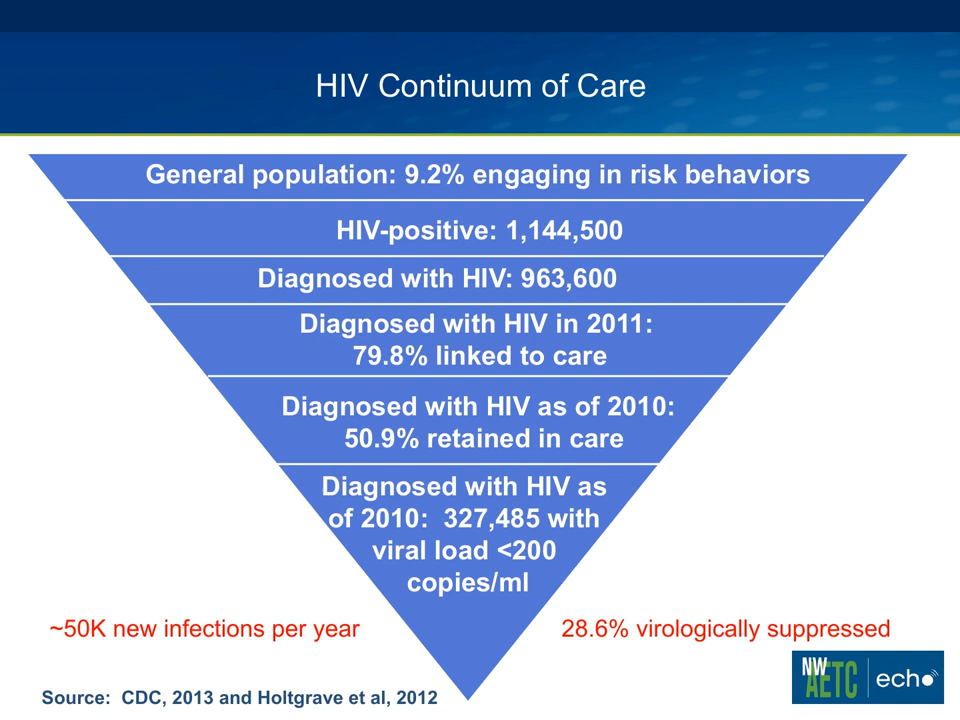 HIV Continuum of Care
General population: 9.2% engaging in risk behaviors
HIV-positive: 1,144,500
Diagnosed with HIV: 963,600
Diagnosed with HIV in 2011:
79.8% linked to care
Diagnosed with HIV as of 2010:
50.9% retained in care
Diagnosed with HIV as
of 2010:  327,485 with
viral load <200
copies/ml
~50K new infections per year
28.6% virologically suppressed
Source:  CDC, 2013 and Holtgrave et al, 2012
NW
AETC
echo